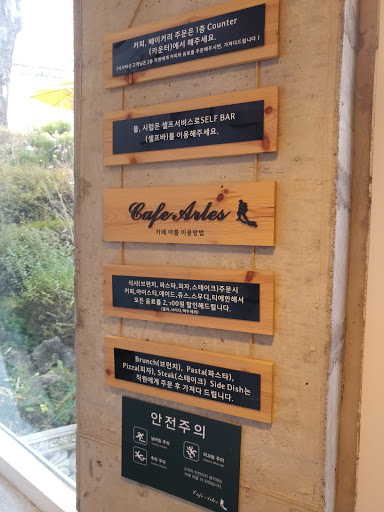 커피, 베이커리 주문은 1층 Counter
(카운터)에서 해주세요.
물, 시럽은 셀프서비스로SELF BAR
(셀프바)를 이용해주세요.
Cafe Arles
카페 아를 이용방법
식사(브런치, 파스타,피자,스테이크)주문시
커피,아이스티,에이드,쥬스,스무디,티에한해서
모든 음료를 2,000원 할인해드립니다.
Brunch(브런치), Pasta(파스타),
Pizza(피자), Steak(스테이크) Side Dish는
직원에게 주문 후 가져다 드립니다.
안전주의
Cafe Arles